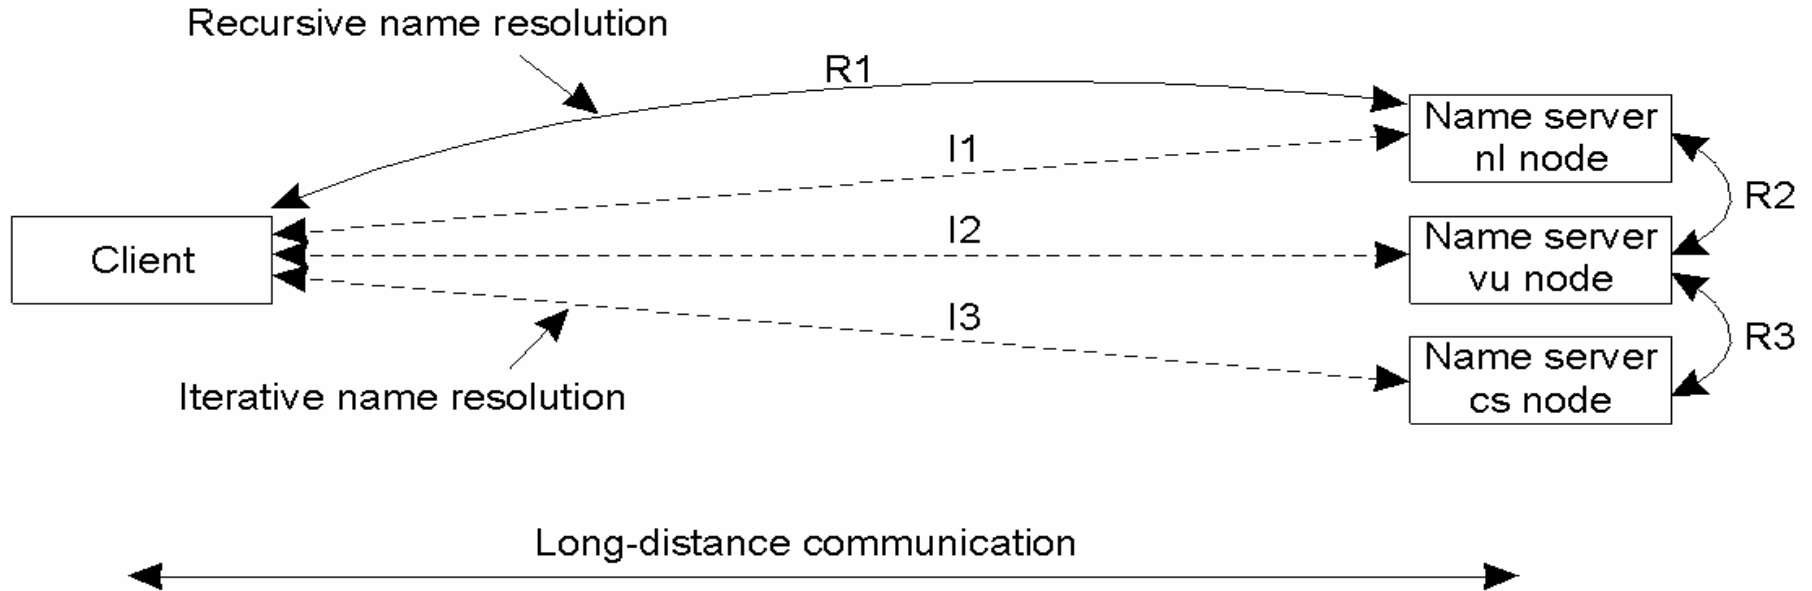 Recursive name resolution
R1
Name server
nl node
I1
R2
Client
I2
Name server
vu node
I3
R3
Name server
cs node
Iterative name resolution
Long-distance communication